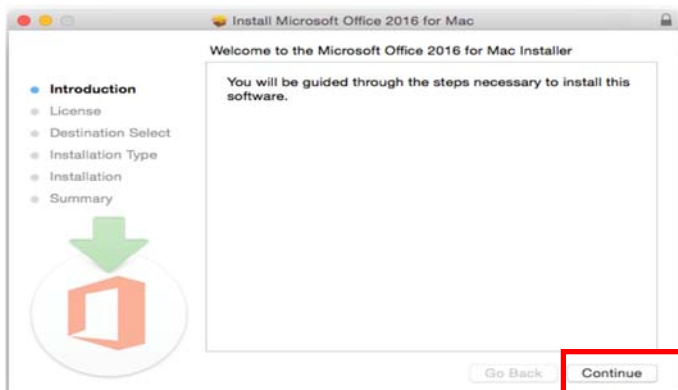 Install Microsoft Office 2016 for Mac
Welcome to the Microsoft Office 2016 for Mac Installer
Introduction
License
Destination Select
Installation Type
Installation
Summary
You will be guided through the steps necessary to install this
software.
Go Back
Continue